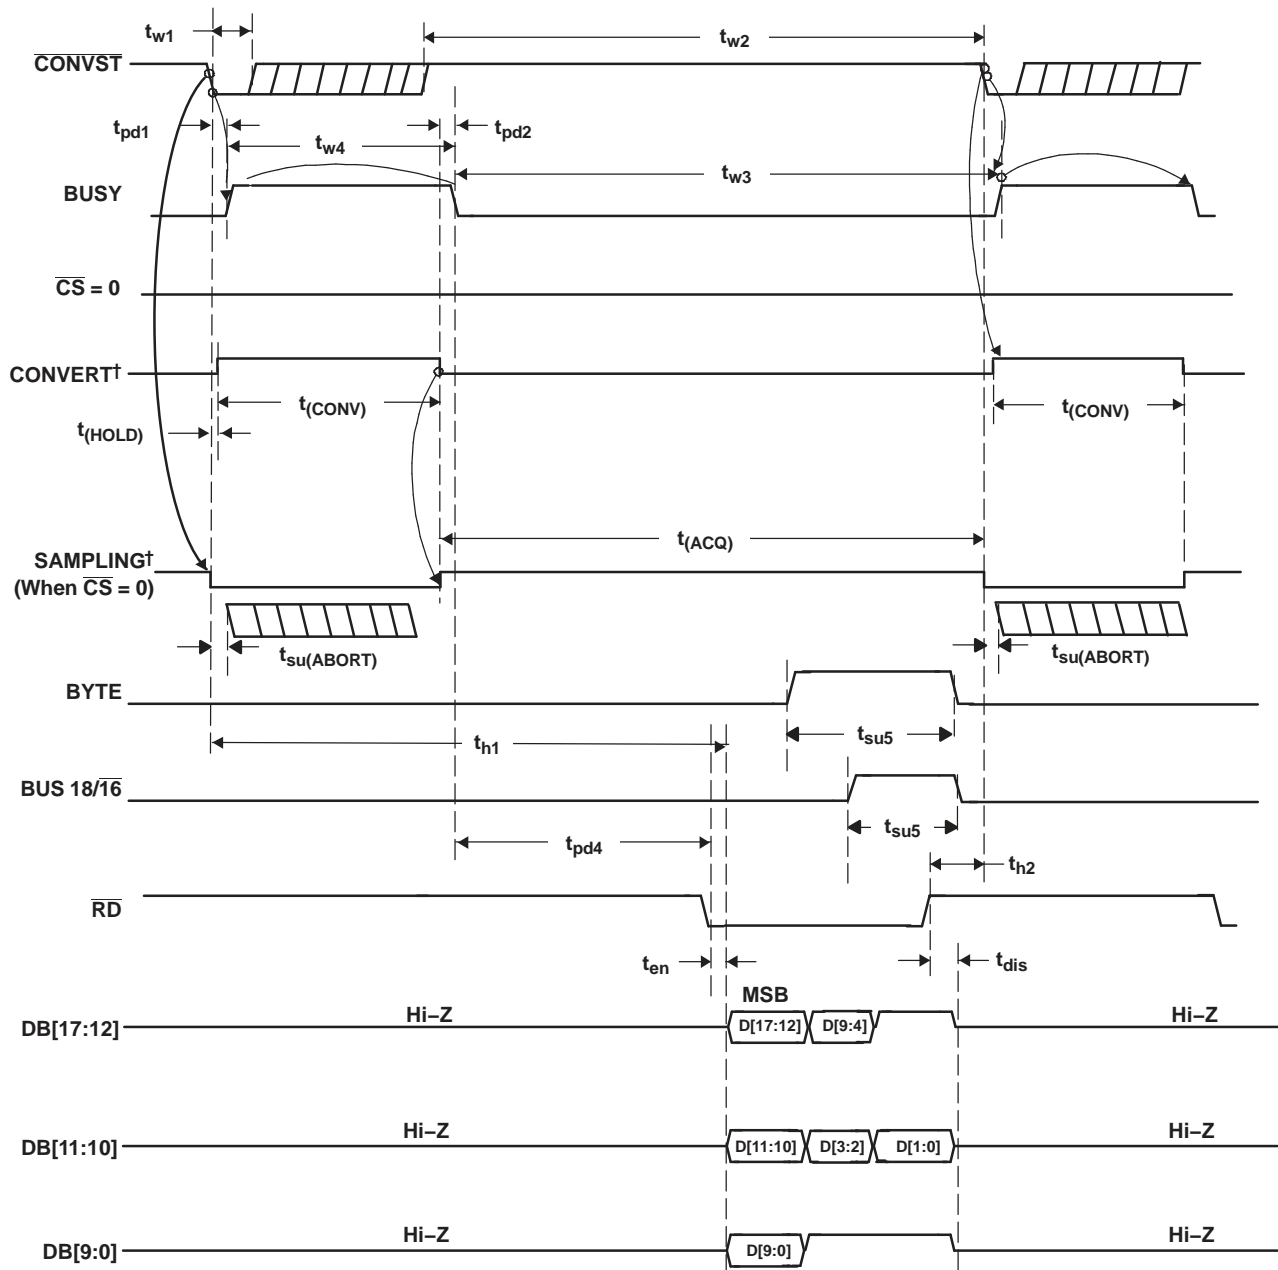 tw1
tw2
CONVST
tpd1
tw4
tpd2
tw3
BUSY
CS = 0
CONVERT†
t(CONV)
t(CONV)
t(HOLD)
t(ACQ)
SAMPLING†
(When CS = 0)
tsu(ABORT)
tsu(ABORT)
BYTE
th1
tsu5
BUS 18/16
tsu5
tpd4
th2
RD
ten
tdis
MSB
Hi–Z
Hi–Z
DB[17:12]
D[17:12]
D[9:4]
Hi–Z
Hi–Z
DB[11:10]
D[11:10]
D[3:2]
D[1:0]
Hi–Z
Hi–Z
DB[9:0]
D[9:0]